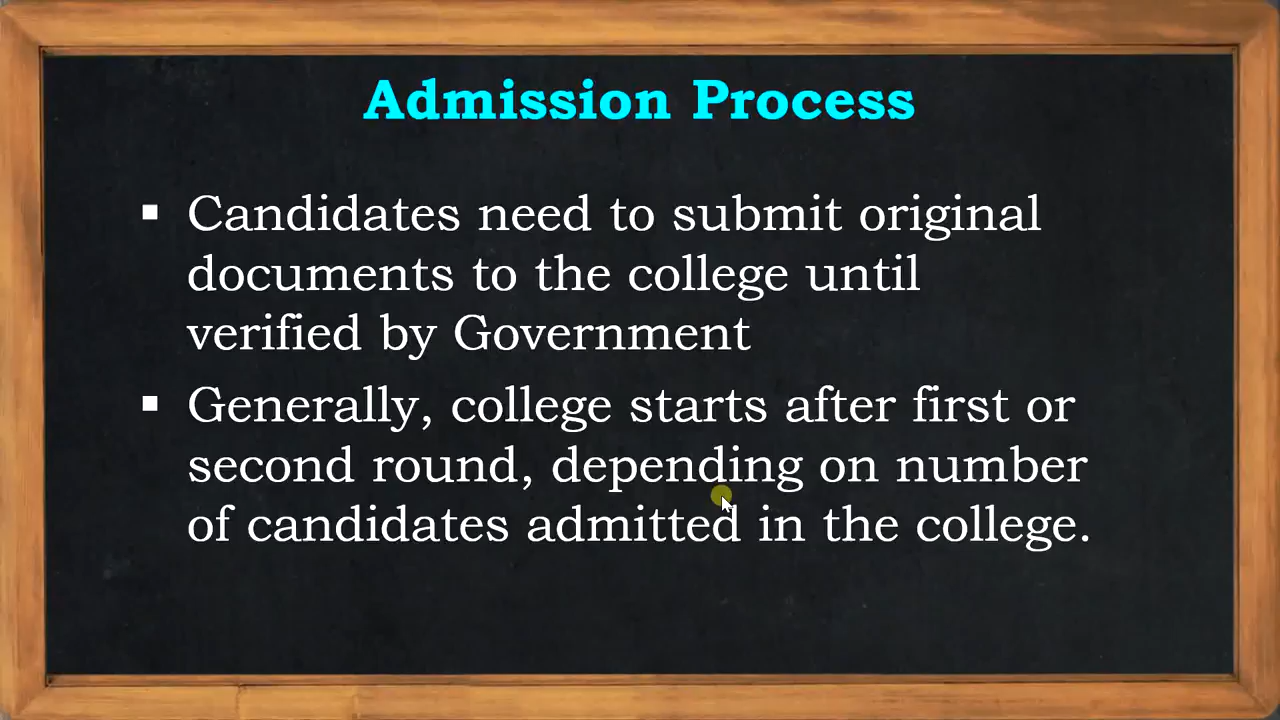 Admission Process
▪ Candidates need to submit original
documents to the college until
verified by Government
▪ Generally, college starts after first or
second round, depending on number
of candidates admitted in the college.